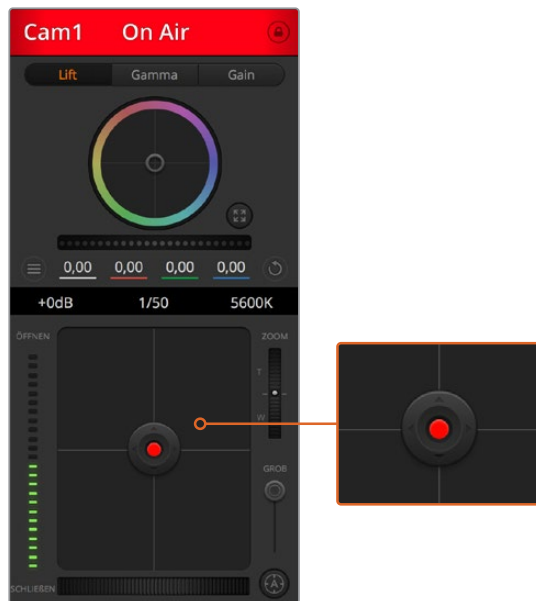 Cam1 On Air
Lift Gamma Gain
0,00 0,00 0,00 0,00
+0dB 1/50 5600K
ÖFFNEN ZOOM
T
W
GROB
SCHLIEßEN A